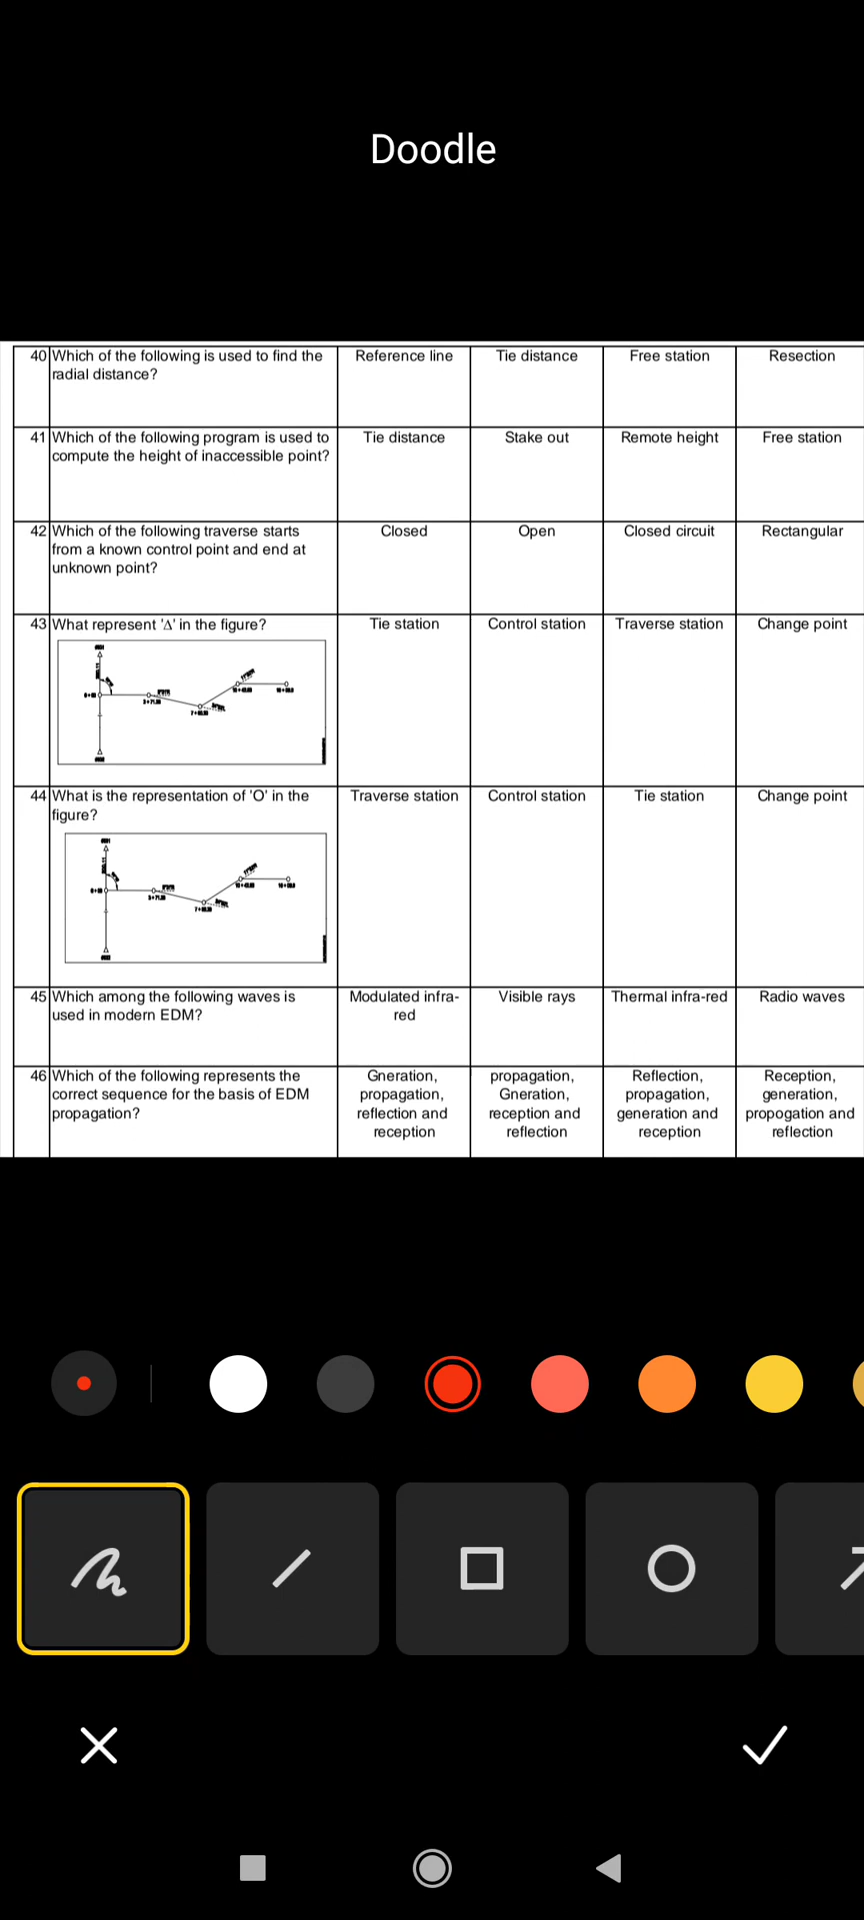 Doodle
40 Which of the following is used to find the radial distance? Reference line Tie distance Free station Resection
41 Which of the following program is used to compute the height of inaccessible point? Tie distance Stake out Remote height Free station
42 Which of the following traverse starts from a known control point and end at unknown point? Closed Open Closed circuit Rectangular
43 What represent 'Δ' in the figure? Tie station Control station Traverse station Change point
44 What is the representation of 'O' in the figure? Traverse station Control station Tie station Change point
45 Which among the following waves is used in modern EDM? Modulated infra-red Visible rays Thermal infra-red Radio waves
46 Which of the following represents the correct sequence for the basis of EDM propagation? Gneration, propagation, reflection and reception propagation, Gneration, reception and reflection Reflection, propagation, generation and reception Reception, generation, propogation and reflection